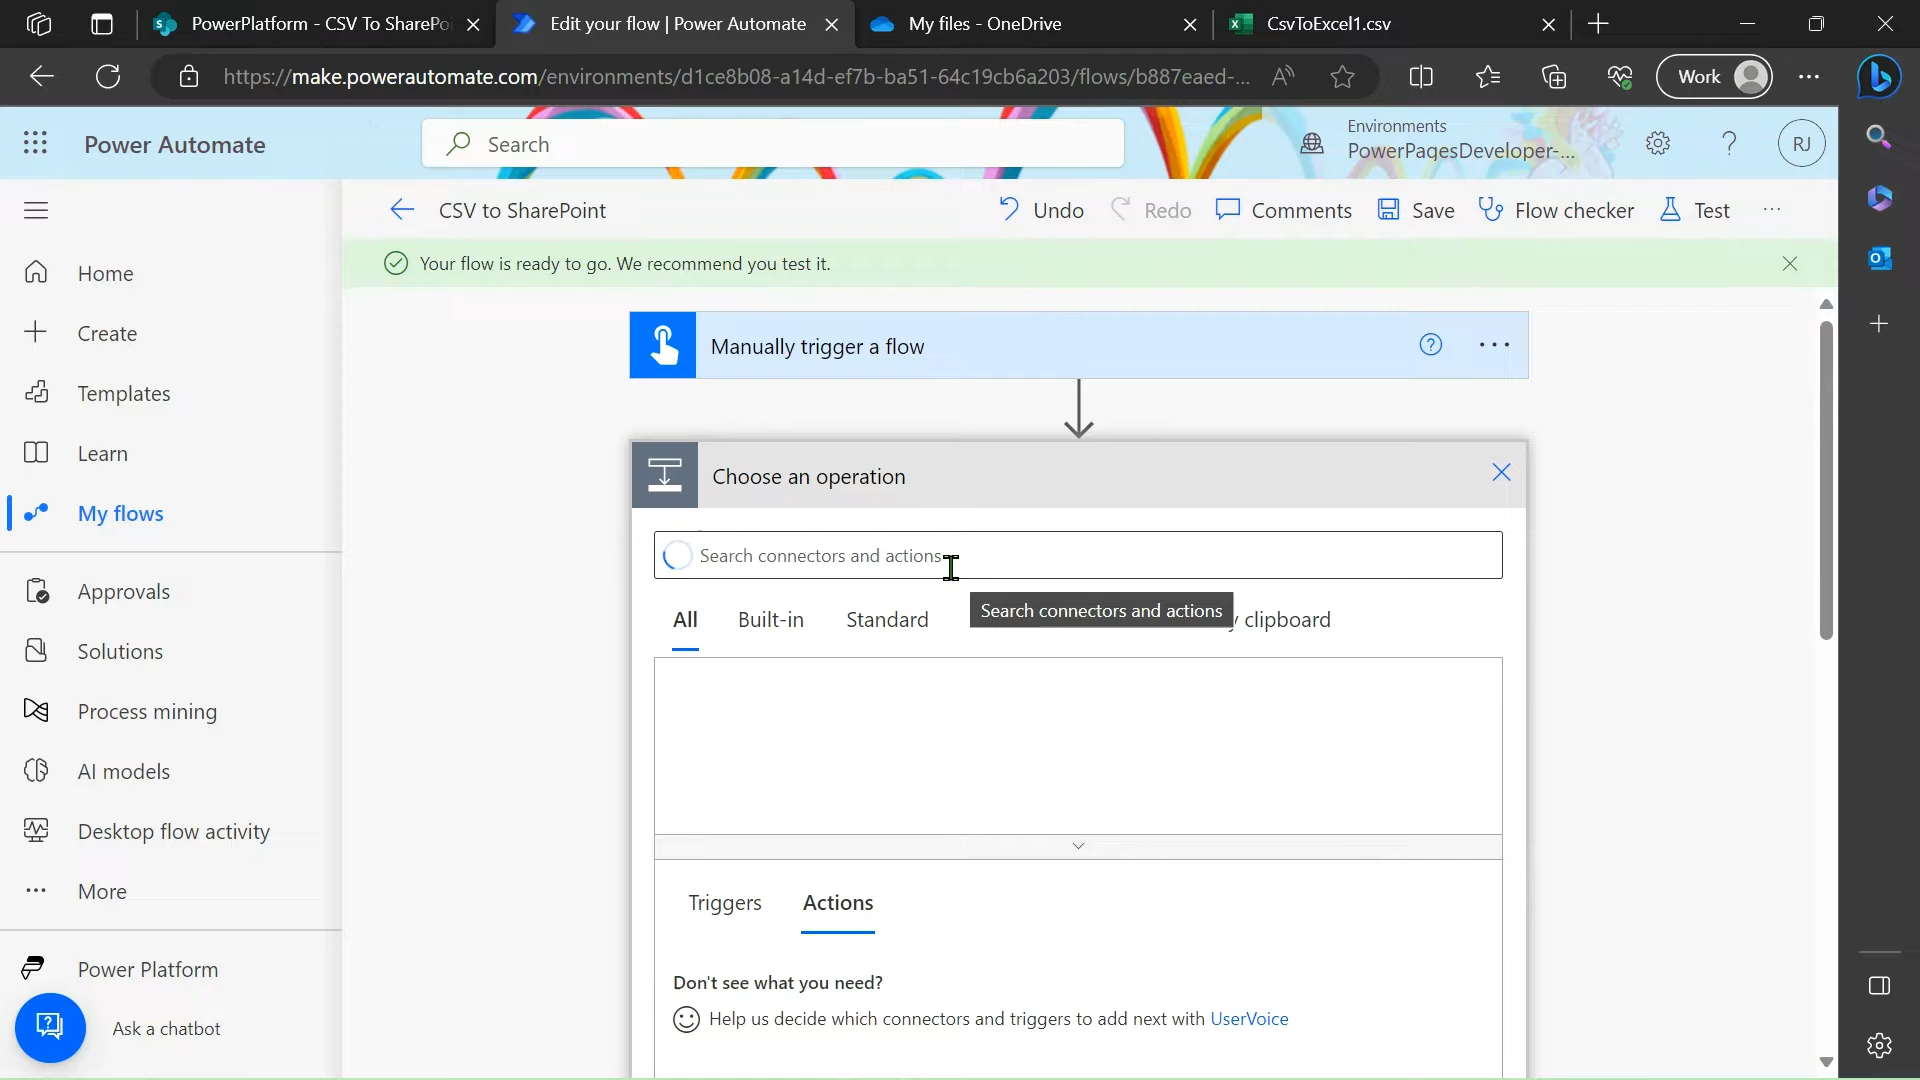 PowerPlatform - CSV To SharePoi
Edit your flow | Power Automate
My files - OneDrive
CsvToExcel1.csv
https://make.powerautomate.com/environments/d1ce8b08-a14d-ef7b-ba51-64c19cb6a203/flows/b887eaed-...
Work
Power Automate
Search
Environments
PowerPagesDeveloper-...
RJ
CSV to SharePoint
Undo
Redo
Comments
Save
Flow checker
Test
Your flow is ready to go. We recommend you test it.
Home
Create
Templates
Learn
My flows
Approvals
Solutions
Process mining
AI models
Desktop flow activity
More
Power Platform
Ask a chatbot
Manually trigger a flow
Choose an operation
Search connectors and actions
Search connectors and actions
All
Built-in
Standard
clipboard
Triggers
Actions
Don't see what you need?
Help us decide which connectors and triggers to add next with UserVoice